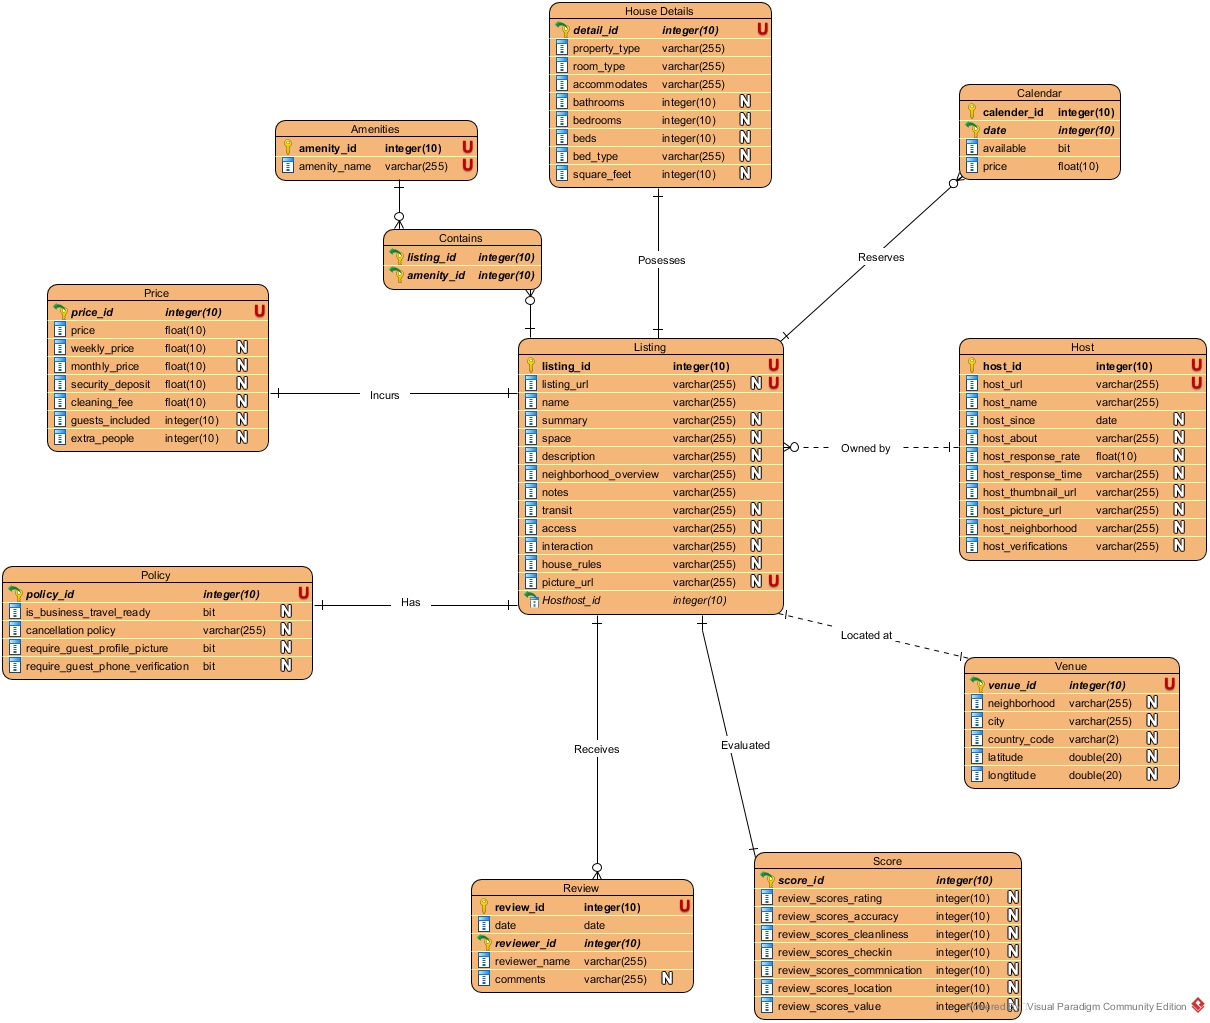 House Details
detail_id integer(10) U
property_type varchar(255)
room_type varchar(255)
accommodates varchar(255)
bathrooms integer(10) N
bedrooms integer(10) N
beds integer(10) N
bed_type varchar(255) N
square_feet integer(10) N
Calendar
calender_id integer(10)
date integer(10)
available bit
price float(10)
Amenities
amenity_id integer(10) U
amenity_name varchar(255) U
Contains
listing_id integer(10)
amenity_id integer(10)
Posesses
Reserves
Price
price_id integer(10) U
price float(10)
weekly_price float(10) N
monthly_price float(10) N
security_deposit float(10) N
cleaning_fee float(10) N
guests_included integer(10) N
extra_people integer(10) N
Incurs
Listing
listing_id integer(10) U
listing_url varchar(255) N U
name varchar(255)
summary varchar(255) N
space varchar(255) N
description varchar(255) N
neighborhood_overview varchar(255) N
notes varchar(255)
transit varchar(255) N
access varchar(255) N
interaction varchar(255) N
house_rules varchar(255) N
picture_url varchar(255) N U
Hosthost_id integer(10)
Owned by
Host
host_id integer(10) U
host_url varchar(255) U
host_name varchar(255)
host_since date N
host_about varchar(255) N
host_response_rate float(10) N
host_response_time varchar(255) N
host_thumbnail_url varchar(255) N
host_picture_url varchar(255) N
host_neighborhood varchar(255) N
host_verifications varchar(255) N
Policy
policy_id integer(10) U
is_business_travel_ready bit N
cancellation policy varchar(255) N
require_guest_profile_picture bit N
require_guest_phone_verification bit N
Has
Located at
Venue
venue_id integer(10) U
neighborhood varchar(255) N
city varchar(255) N
country_code varchar(2) N
latitude double(20) N
longtitude double(20) N
Receives
Evaluated
Review
review_id integer(10) U
date date
reviewer_id integer(10)
reviewer_name varchar(255)
comments varchar(255) N
Score
score_id integer(10)
review_scores_rating integer(10) N
review_scores_accuracy integer(10) N
review_scores_cleanliness integer(10) N
review_scores_checkin integer(10) N
review_scores_commnication integer(10) N
review_scores_location integer(10) N
review_scores_value integer(10) N
Powered By Visual Paradigm Community Edition